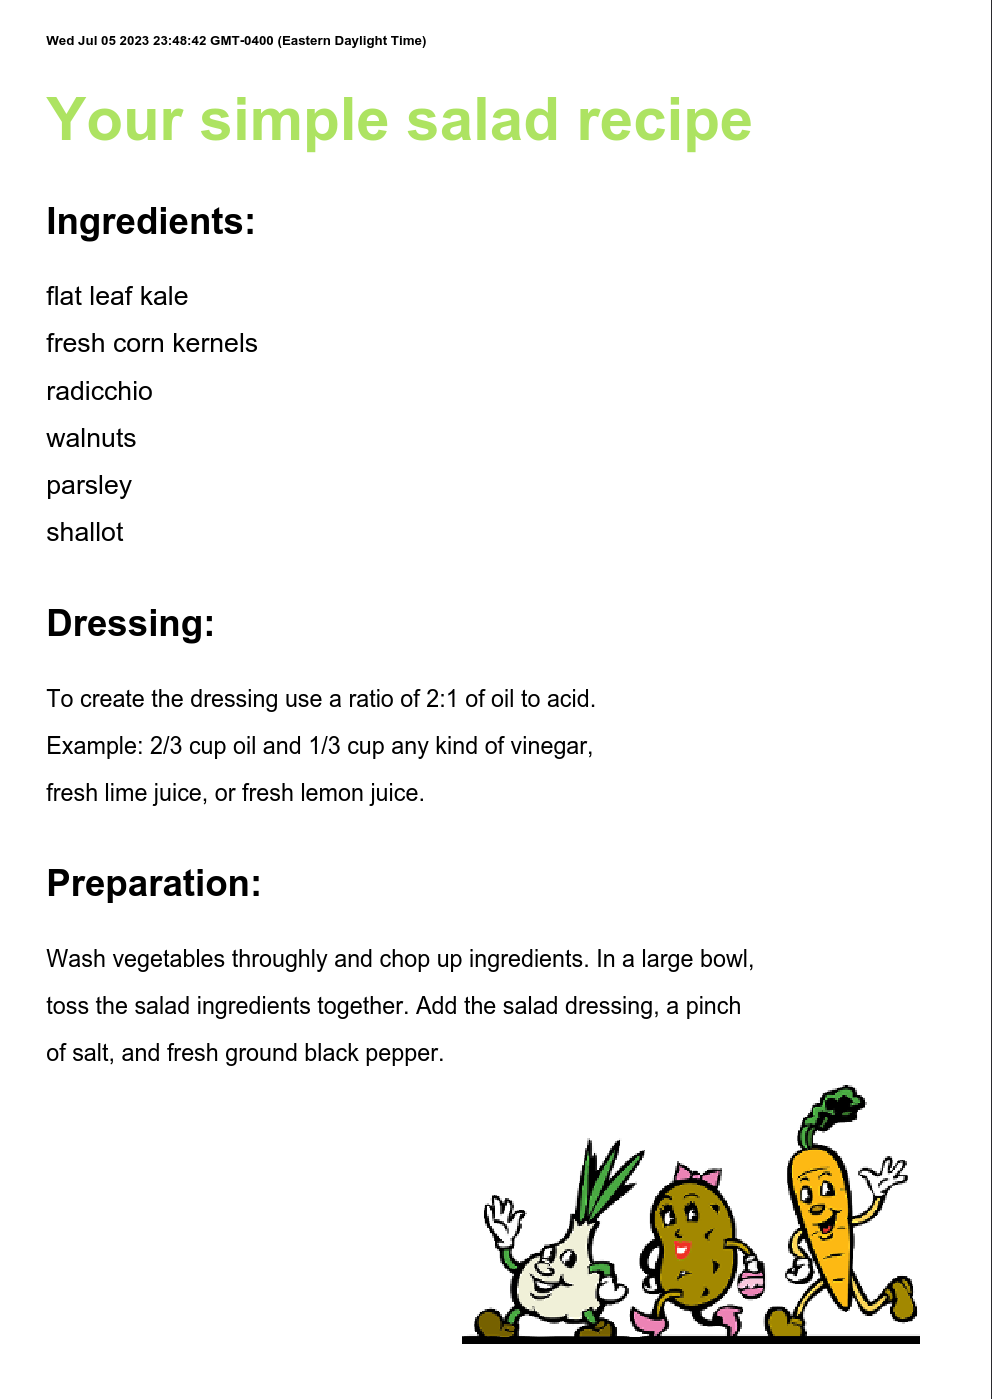 Wed Jul 05 2023 23:48:42 GMT-0400 (Eastern Daylight Time)
Your simple salad recipe
Ingredients:
flat leaf kale
fresh corn kernels
radicchio
walnuts
parsley
shallot
Dressing:
To create the dressing use a ratio of 2:1 of oil to acid.
Example: 2/3 cup oil and 1/3 cup any kind of vinegar,
fresh lime juice, or fresh lemon juice.
Preparation:
Wash vegetables throughly and chop up ingredients. In a large bowl,
toss the salad ingredients together. Add the salad dressing, a pinch
of salt, and fresh ground black pepper.